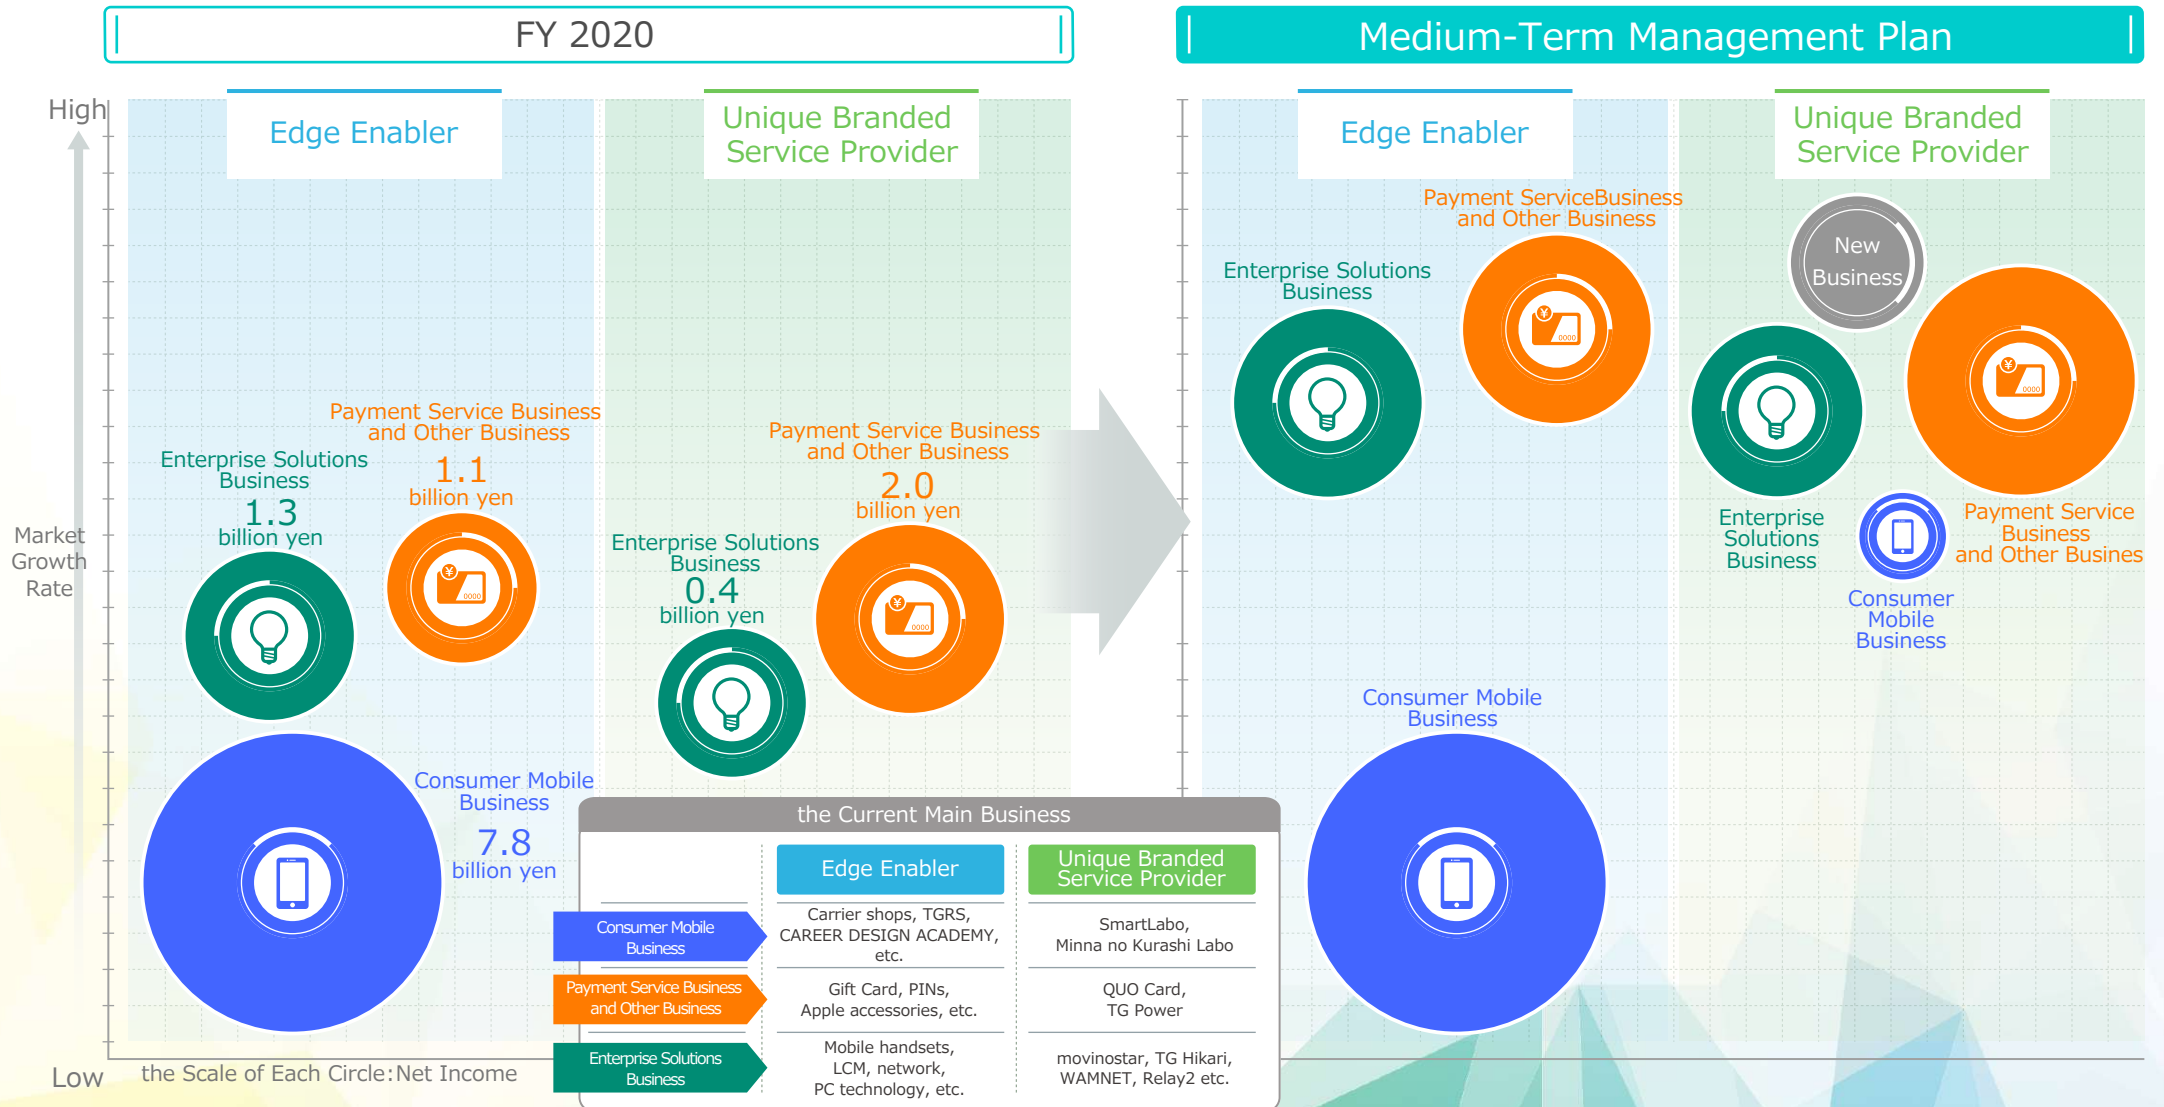 FY 2020
Medium-Term Management Plan
High
Market
Growth
Rate
Low
Edge Enabler
Unique Branded
Service Provider
Payment Service Business
and Other Business
1.1
billion yen
Enterprise Solutions
Business
1.3
billion yen
Consumer Mobile
Business
7.8
billion yen
Payment Service Business
and Other Business
2.0
billion yen
Enterprise Solutions
Business
0.4
billion yen
¥
0000
¥
0000
the Scale of Each Circle:Net Income
Edge Enabler
Unique Branded
Service Provider
Payment ServiceBusiness
and Other Business
¥
0000
Enterprise Solutions
Business
Consumer Mobile
Business
New
Business
¥
0000
Enterprise
Solutions
Business
Payment Service
Business
and Other Busines
Consumer
Mobile
Business
the Current Main Business
Edge Enabler
Unique Branded
Service Provider
Consumer Mobile
Business
Carrier shops, TGRS,
CAREER DESIGN ACADEMY,
etc.
SmartLabo,
Minna no Kurashi Labo
Payment Service Business
and Other Business
Gift Card, PINs,
Apple accessories, etc.
QUO Card,
TG Power
Enterprise Solutions
Business
Mobile handsets,
LCM, network,
PC technology, etc.
movinostar, TG Hikari,
WAMNET, Relay2 etc.